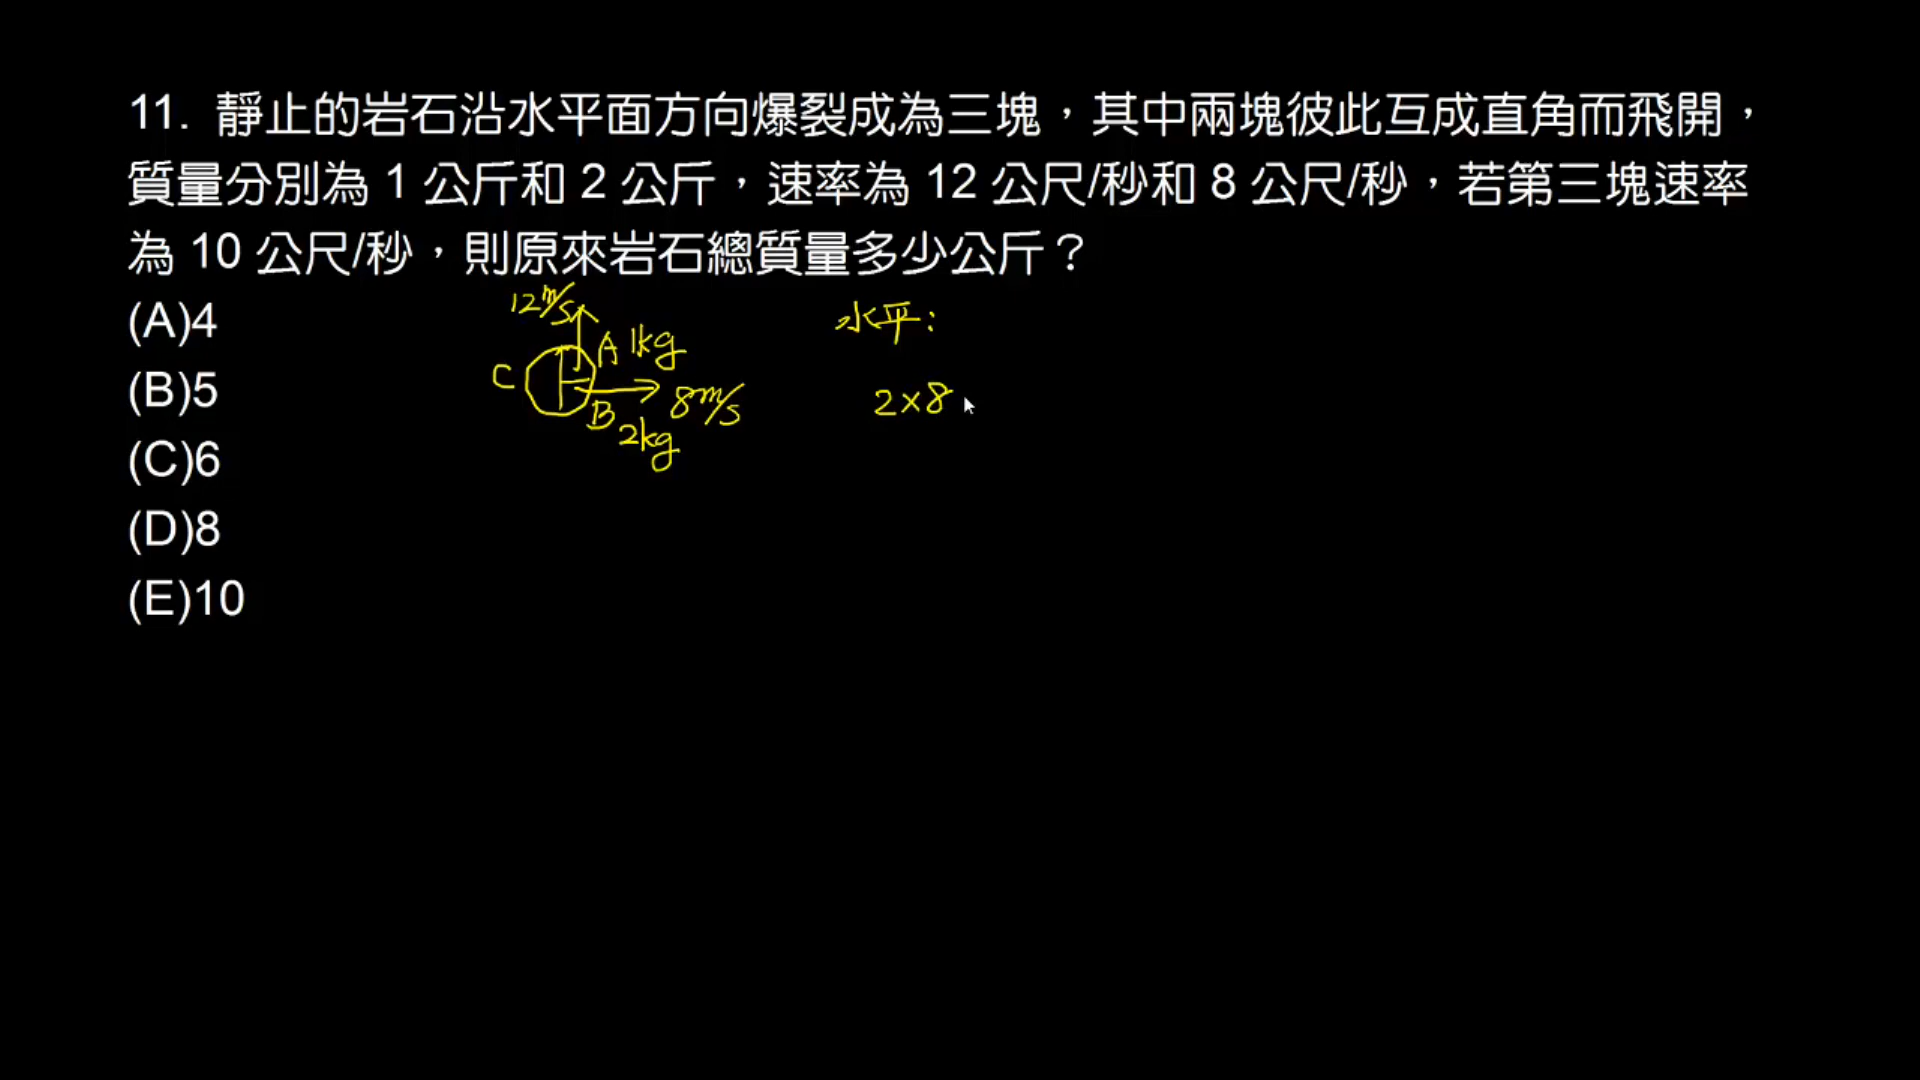 11. 靜止的岩石沿水平面方向爆裂成為三塊，其中兩塊彼此互成直角而飛開，
質量分別為 1 公斤和 2 公斤，速率為 12 公尺/秒和 8 公尺/秒，若第三塊速率
為 10 公尺/秒，則原來岩石總質量多少公斤？
(A)4
(B)5
(C)6
(D)8
(E)10
12m/s
A 1kg
C
8m/s
B
2kg
水平:
2×8